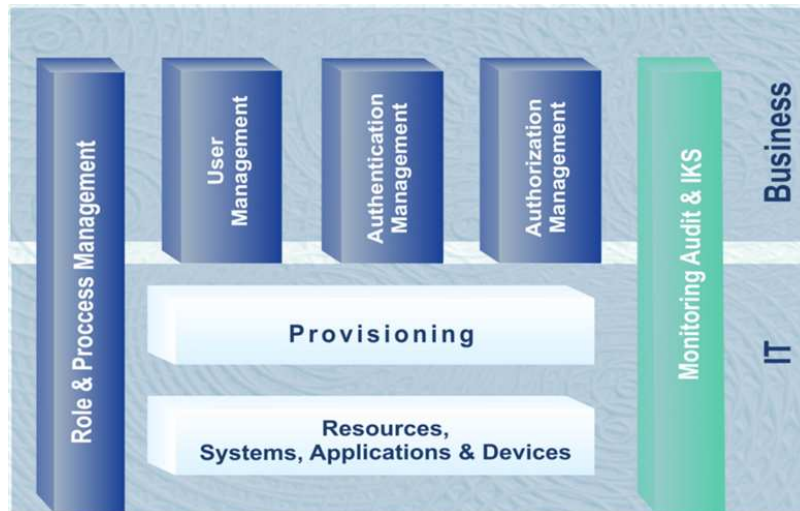 Role & Proccess Management
User
Management
Authentication
Management
Authorization
Management
Monitoring Audit & IKS
Business
IT
Provisioning
Resources,
Systems, Applications & Devices